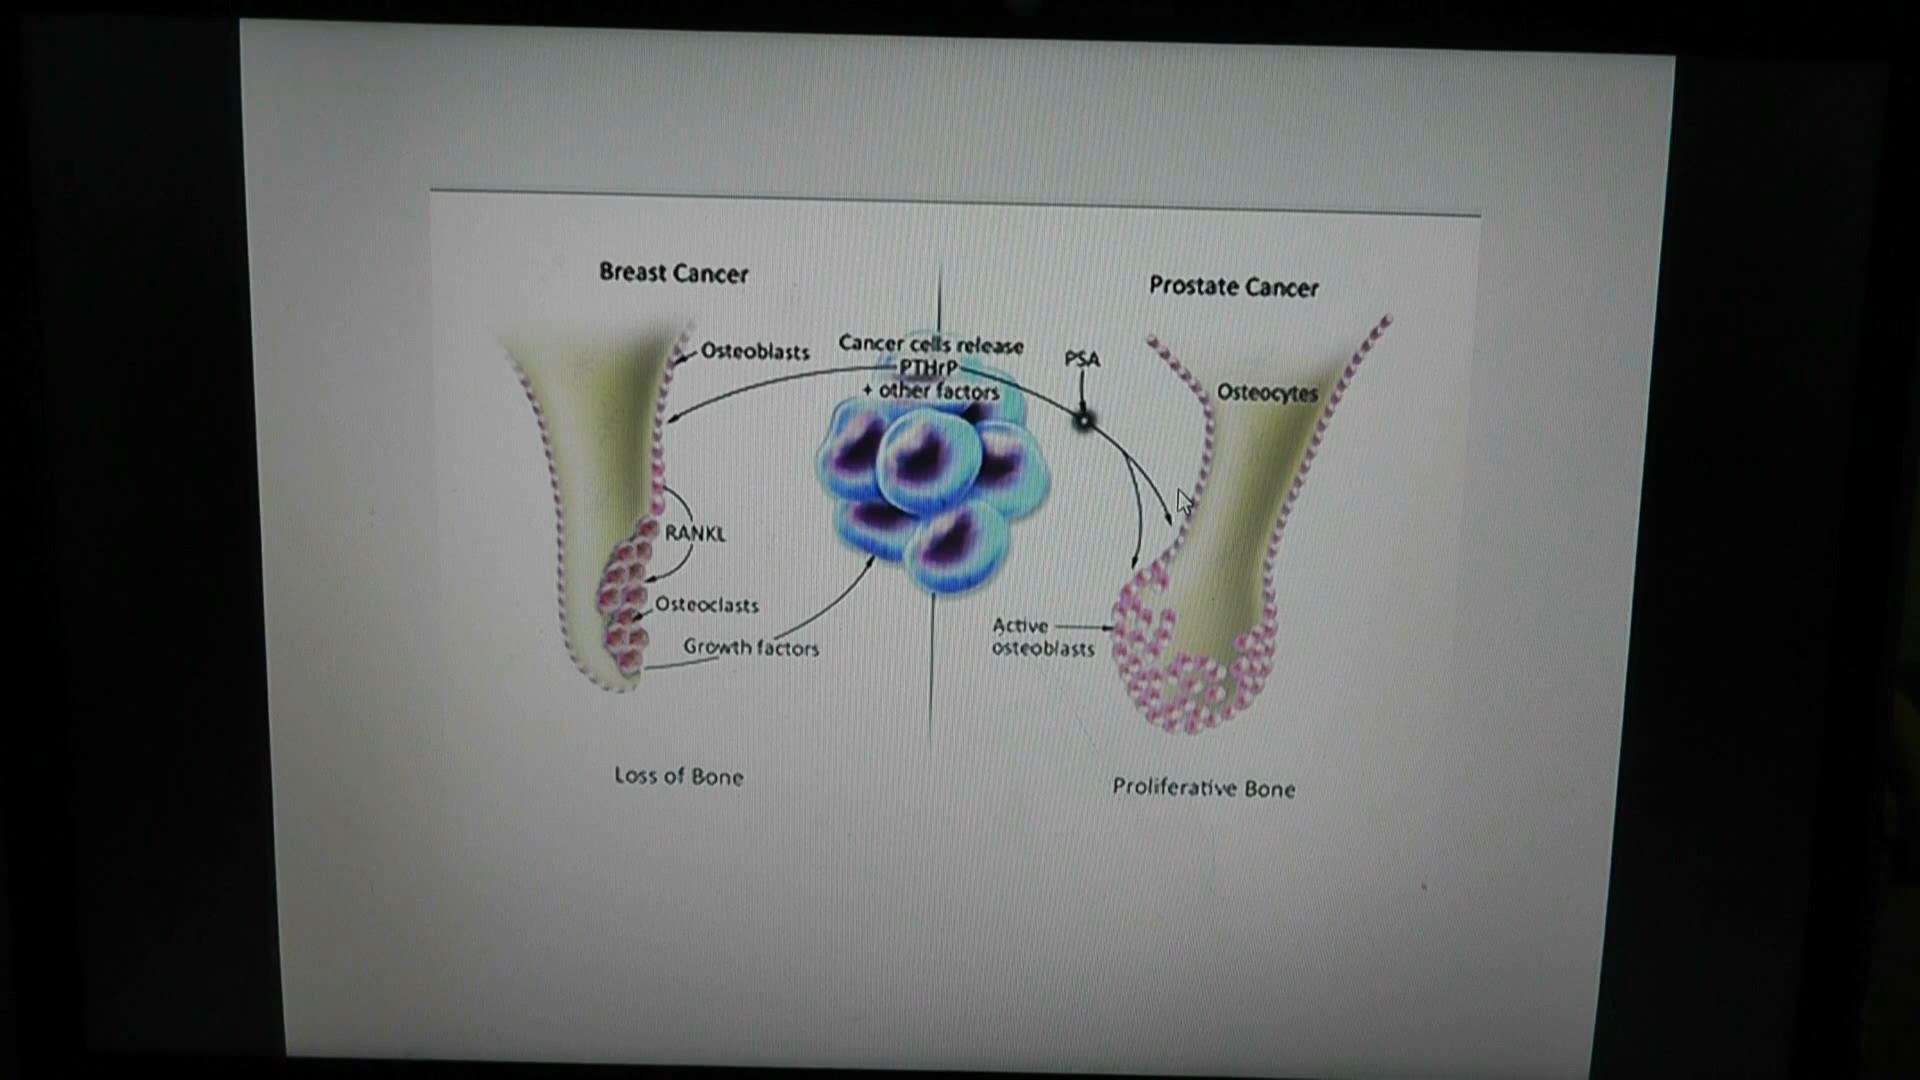 Breast Cancer
Prostate Cancer
Osteoblasts
Cancer cells release
PTHrP
+ other factors
PSA
Osteocytes
RANKL
Osteoclasts
Growth factors
Active
osteoblasts
Loss of Bone
Proliferative Bone